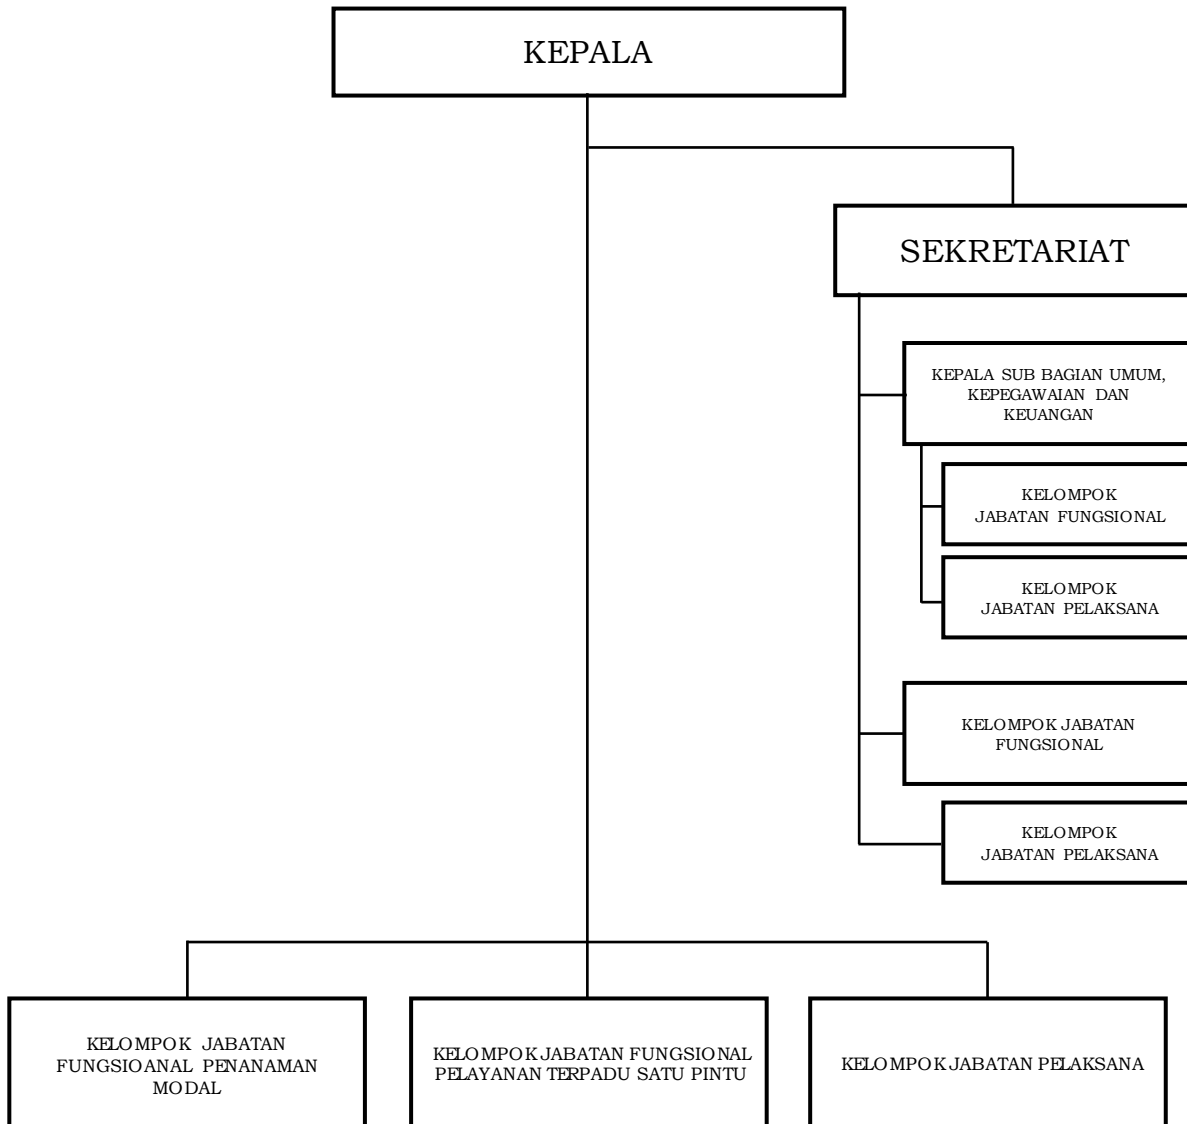 KEPALA
SEKRETARIAT
KEPALA SUB BAGIAN UMUM,
KEPEGAWAIAN DAN
KEUANGAN
KELOMPOK
JABATAN FUNGSIONAL
KELOMPOK
JABATAN PELAKSANA
KELOMPOK JABATAN
FUNGSIONAL
KELOMPOK
JABATAN PELAKSANA
KELOMPOK JABATAN
FUNGSIOANAL PENANAMAN
MODAL
KELOMPOK JABATAN FUNGSIONAL
PELAYANAN TERPADU SATU PINTU
KELOMPOK JABATAN PELAKSANA